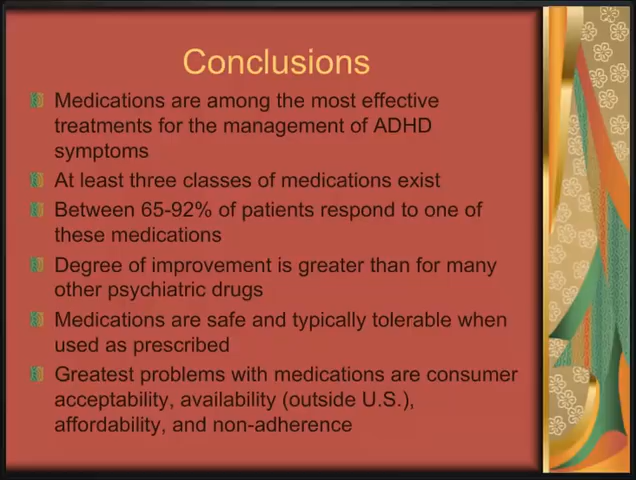 Conclusions
Medications are among the most effective
treatments for the management of ADHD
symptoms
At least three classes of medications exist
Between 65-92% of patients respond to one of
these medications
Degree of improvement is greater than for many
other psychiatric drugs
Medications are safe and typically tolerable when
used as prescribed
Greatest problems with medications are consumer
acceptability, availability (outside U.S.),
affordability, and non-adherence